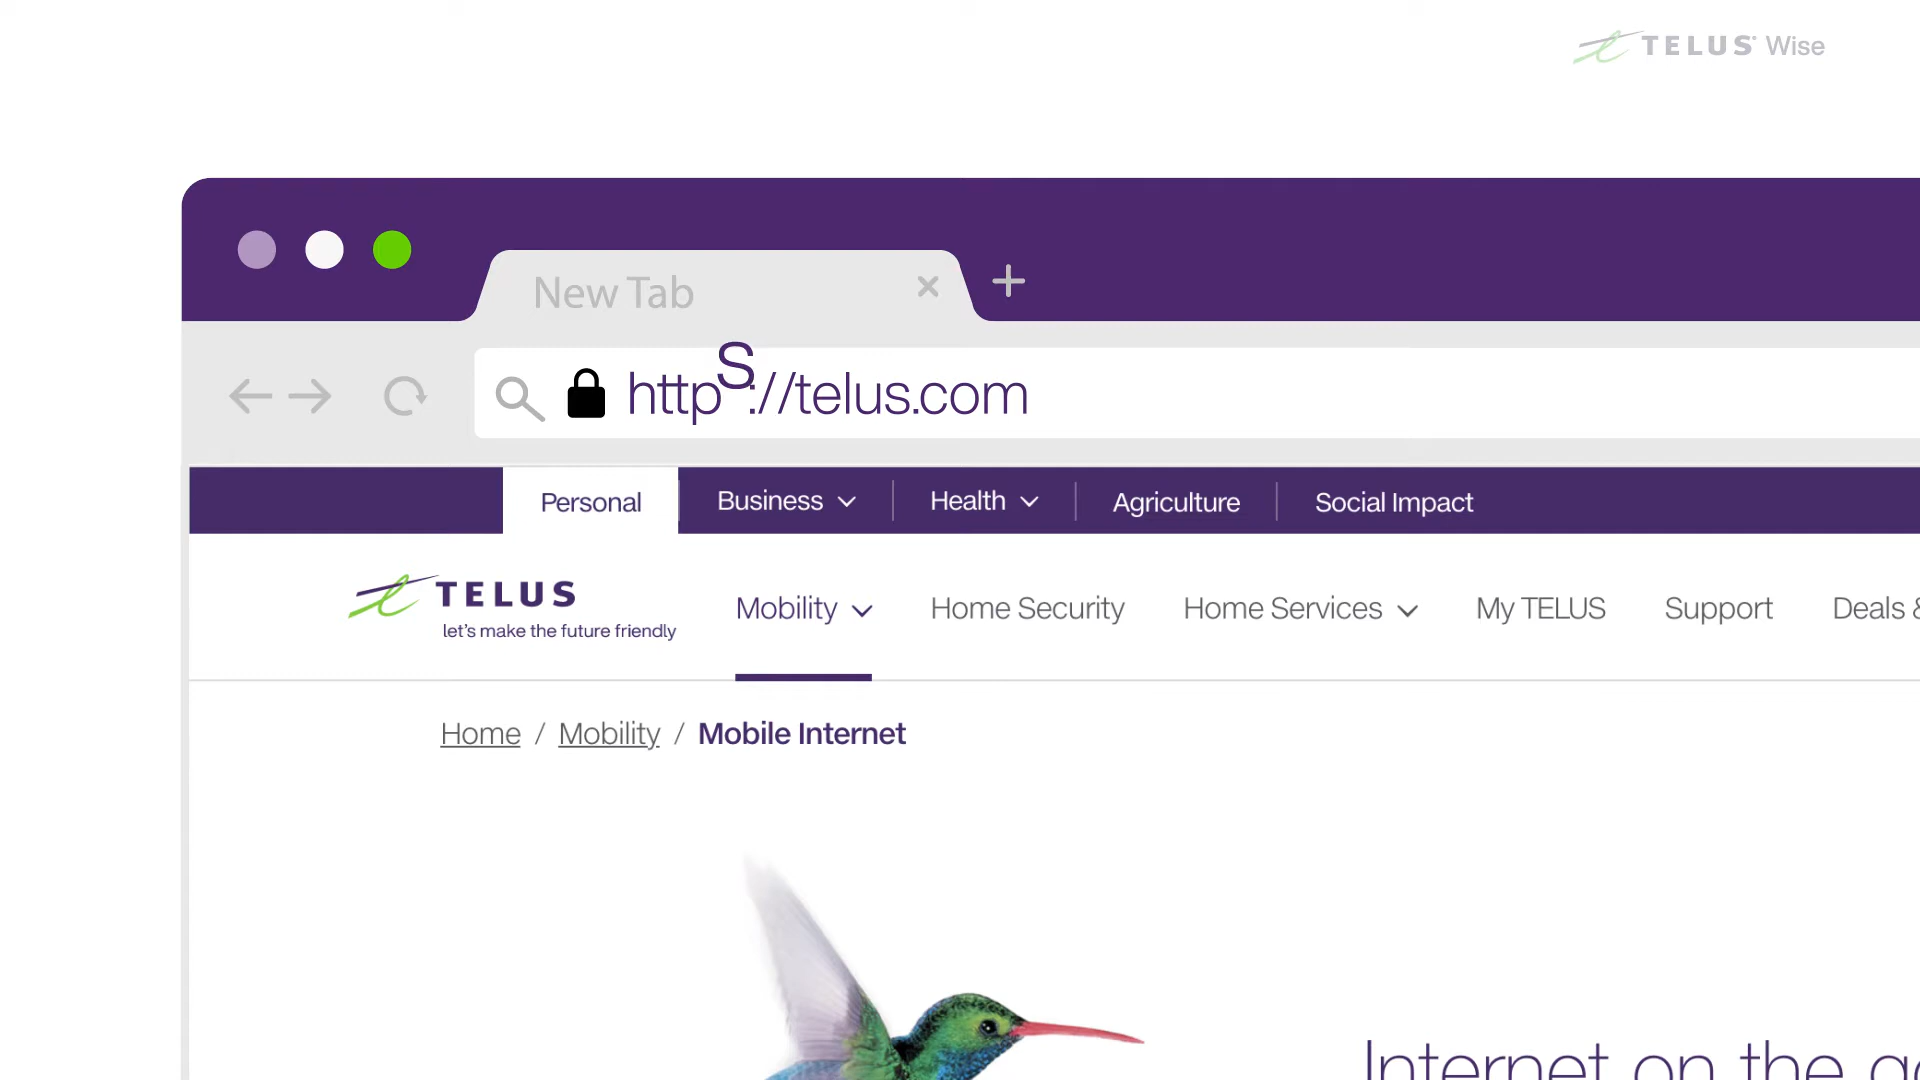 TELUS® Wise
New Tab
https://telus.com
Personal Business Health Agriculture Social Impact
TELUS
let's make the future friendly
Mobility Home Security Home Services My TELUS Support Deals &
Home / Mobility / Mobile Internet
Internet on the go